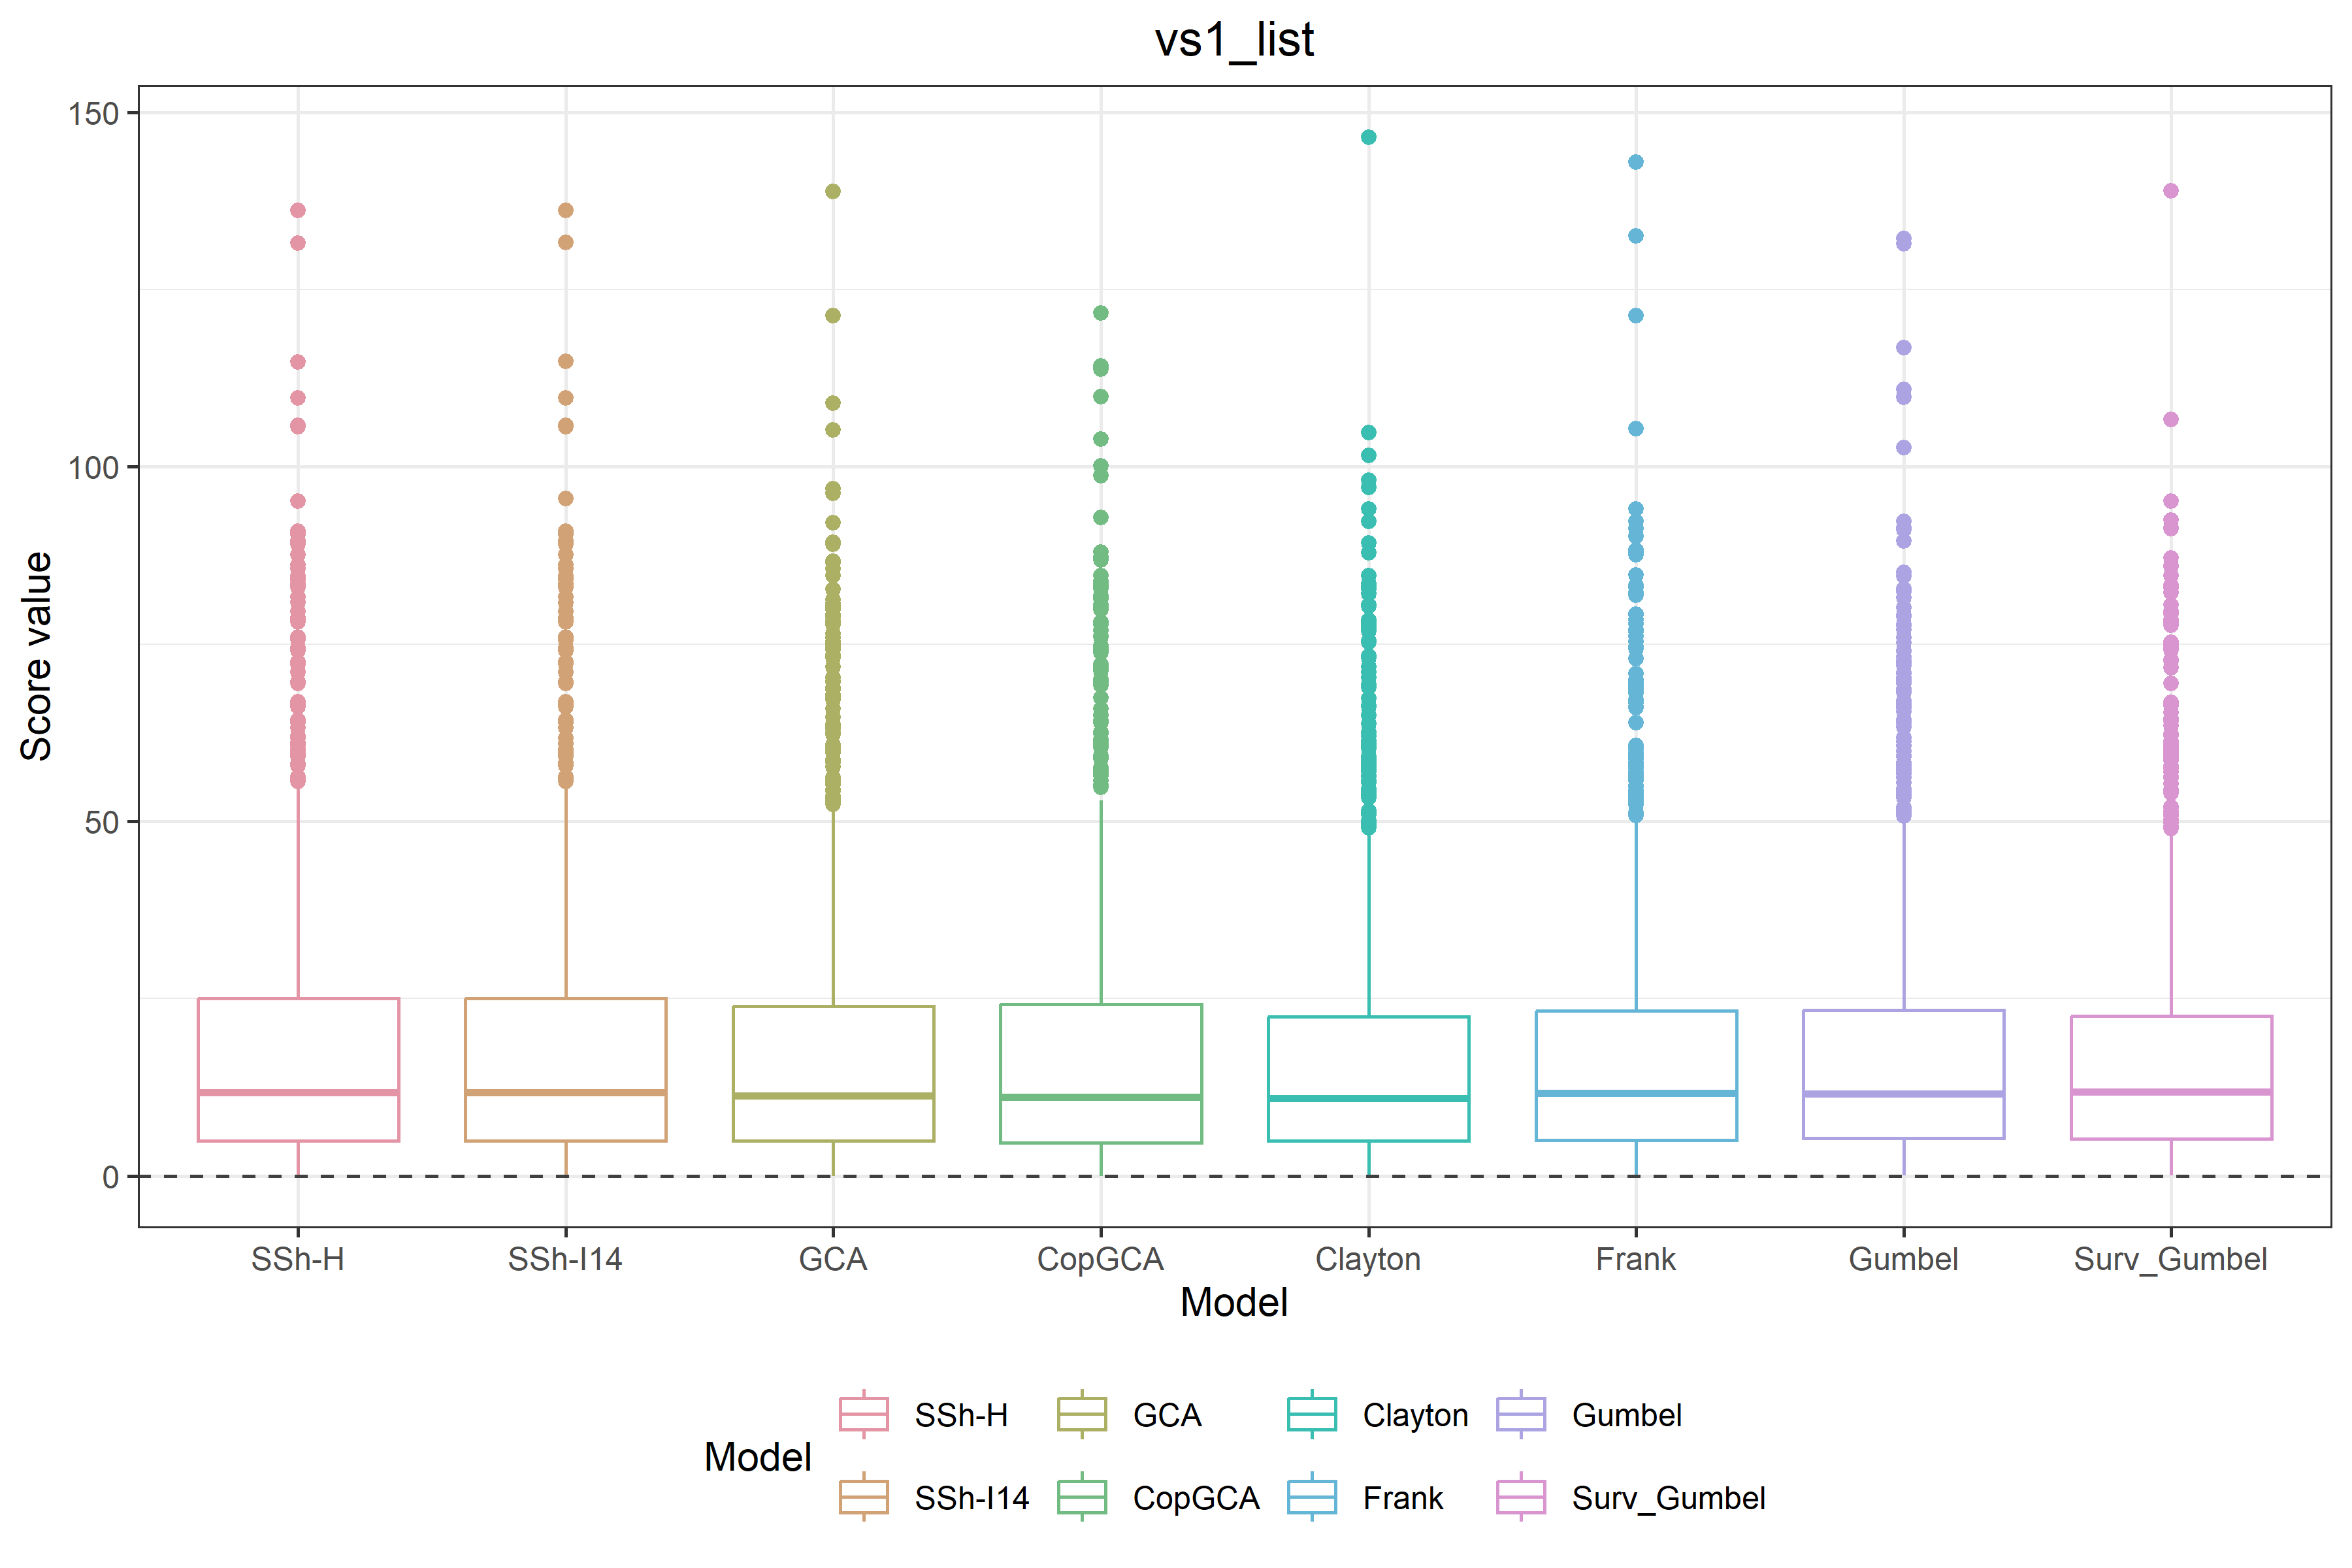 vs1_list
150
100
50
0
Score value
SSh-H SSh-I14 GCA CopGCA Clayton Frank Gumbel Surv_Gumbel
Model
Model
SSh-H GCA Clayton Gumbel
SSh-I14 CopGCA Frank Surv_Gumbel